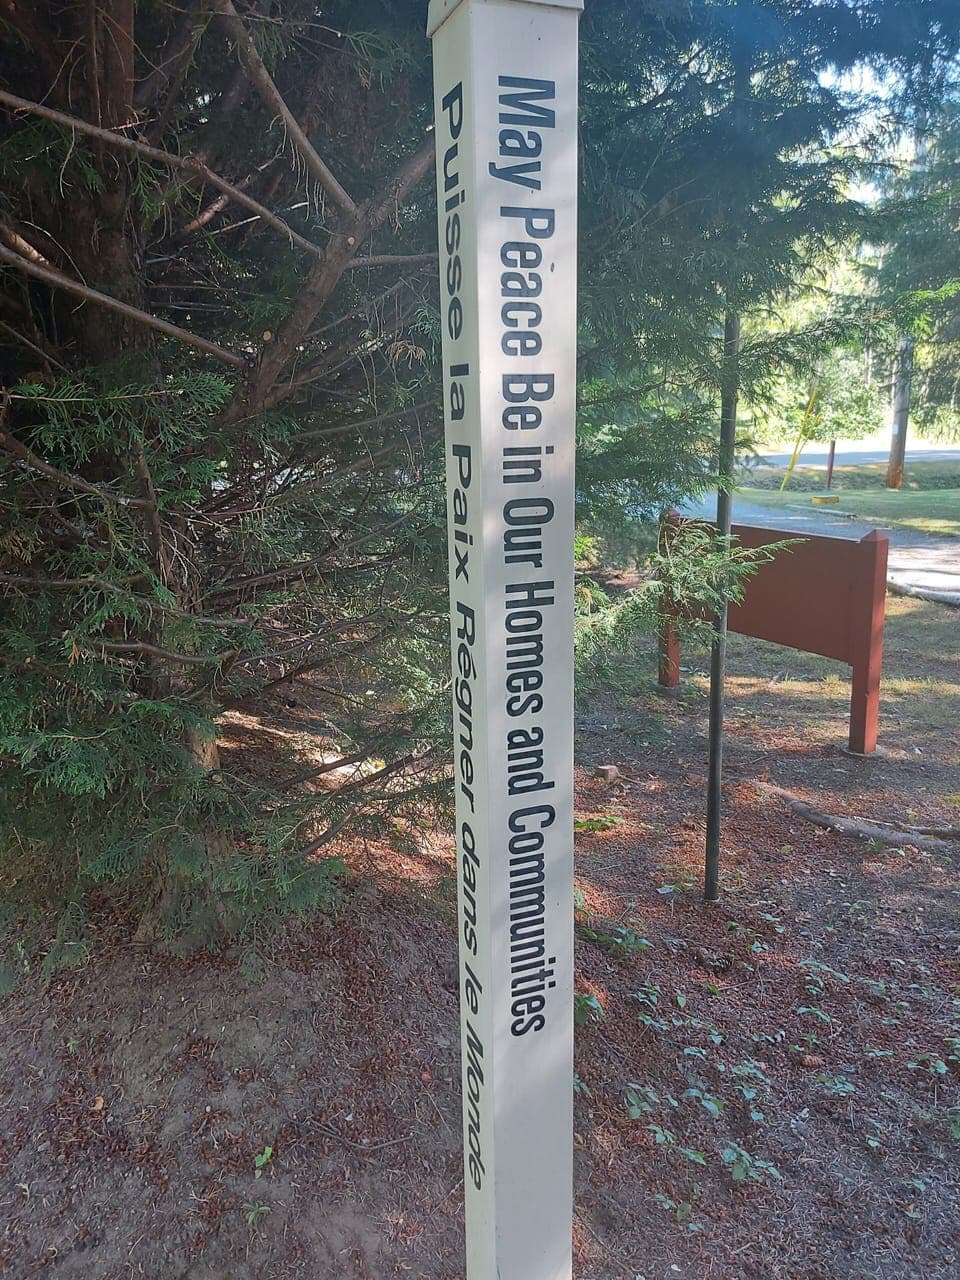 Puisse la Paix Régner dans le Monde
May Peace Be in Our Homes and Communities